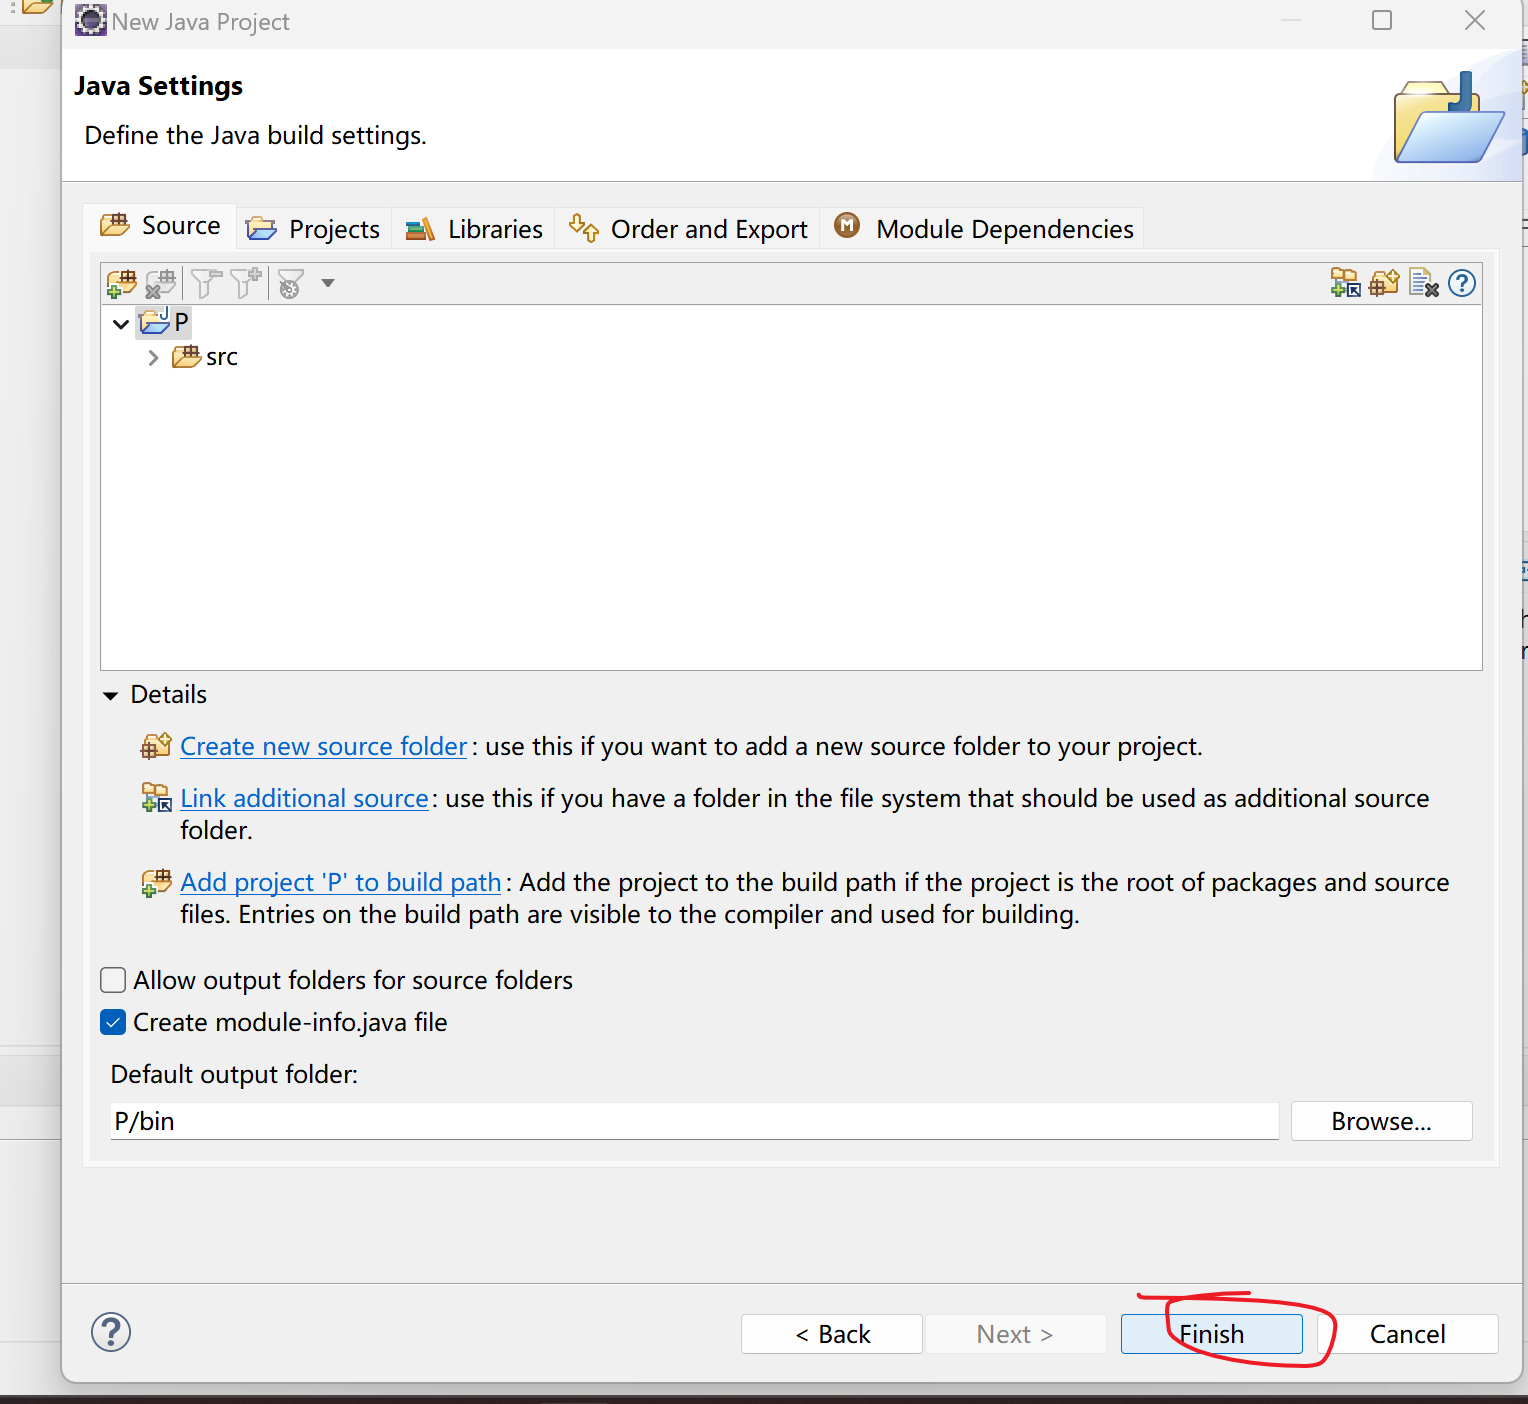 New Java Project
Java Settings
Define the Java build settings.
Source Projects Libraries Order and Export Module Dependencies
P
src
Details
Create new source folder: use this if you want to add a new source folder to your project.
Link additional source: use this if you have a folder in the file system that should be used as additional source
folder.
Add project 'P' to build path: Add the project to the build path if the project is the root of packages and source
files. Entries on the build path are visible to the compiler and used for building.
Allow output folders for source folders
Create module-info.java file
Default output folder:
P/bin Browse...
< Back Next > Finish Cancel